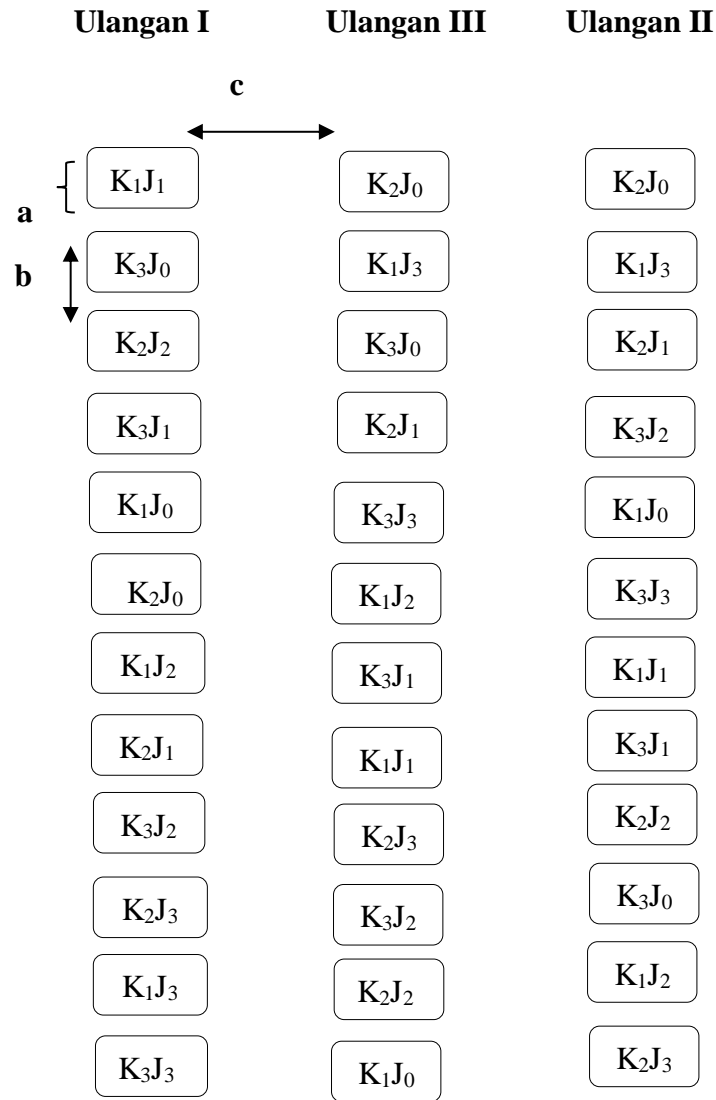 Ulangan I Ulangan III Ulangan II
c
K₁J₁ K₂J₀ K₂J₀
a
K₃J₀ K₁J₃ K₁J₃
b
K₂J₂ K₃J₀ K₂J₁
K₃J₁ K₂J₁ K₃J₂
K₁J₀ K₃J₃ K₁J₀
K₂J₀ K₁J₂ K₃J₃
K₁J₂ K₃J₁ K₁J₁
K₂J₁ K₁J₁ K₃J₁
K₃J₂ K₂J₃ K₂J₂
K₂J₃ K₃J₂ K₃J₀
K₁J₃ K₂J₂ K₁J₂
K₃J₃ K₁J₀ K₂J₃